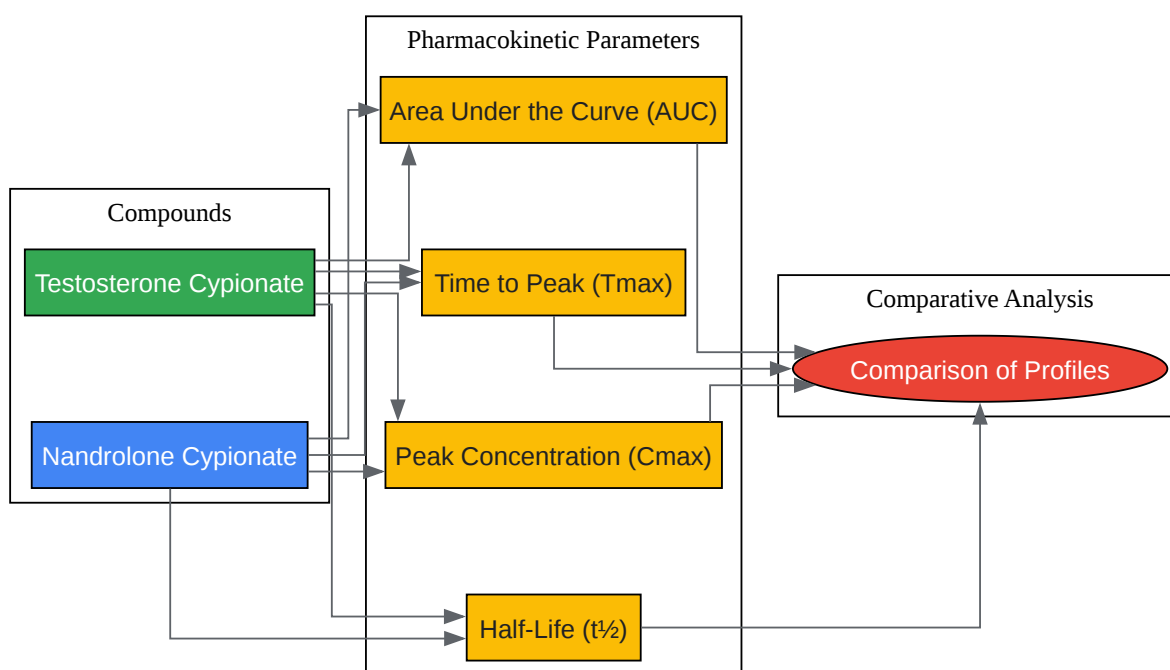 Compounds
Testosterone Cypionate
Nandrolone Cypionate
Pharmacokinetic Parameters
Area Under the Curve (AUC)
Time to Peak (Tmax)
Peak Concentration (Cmax)
Half-Life (t½)
Comparative Analysis
Comparison of Profiles